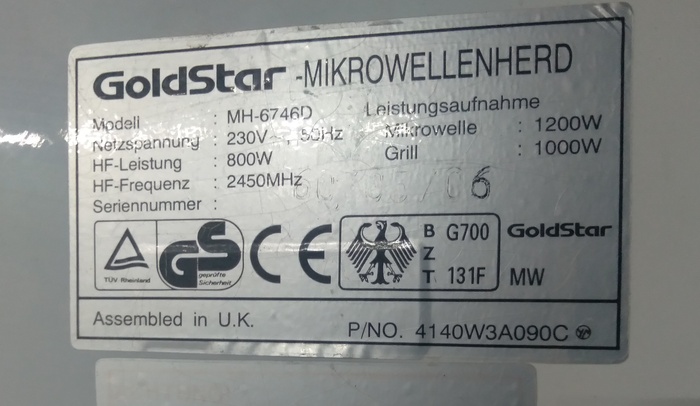 GoldStar -MiKROWELLENHERD
Modell : MH-6746D
Netzspannung : 230V~, 50Hz
HF-Leistung : 800W
HF-Frequenz : 2450MHz
Seriennummer :
Leistungsaufnahme
Mikrowelle : 1200W
Grill : 1000W
TÜV Rheinland
GS
geprüfte
Sicherheit
CE
B
Z
T
G700
131F
GoldStar
MW
Assembled in U.K.
P/NO. 4140W3A090C